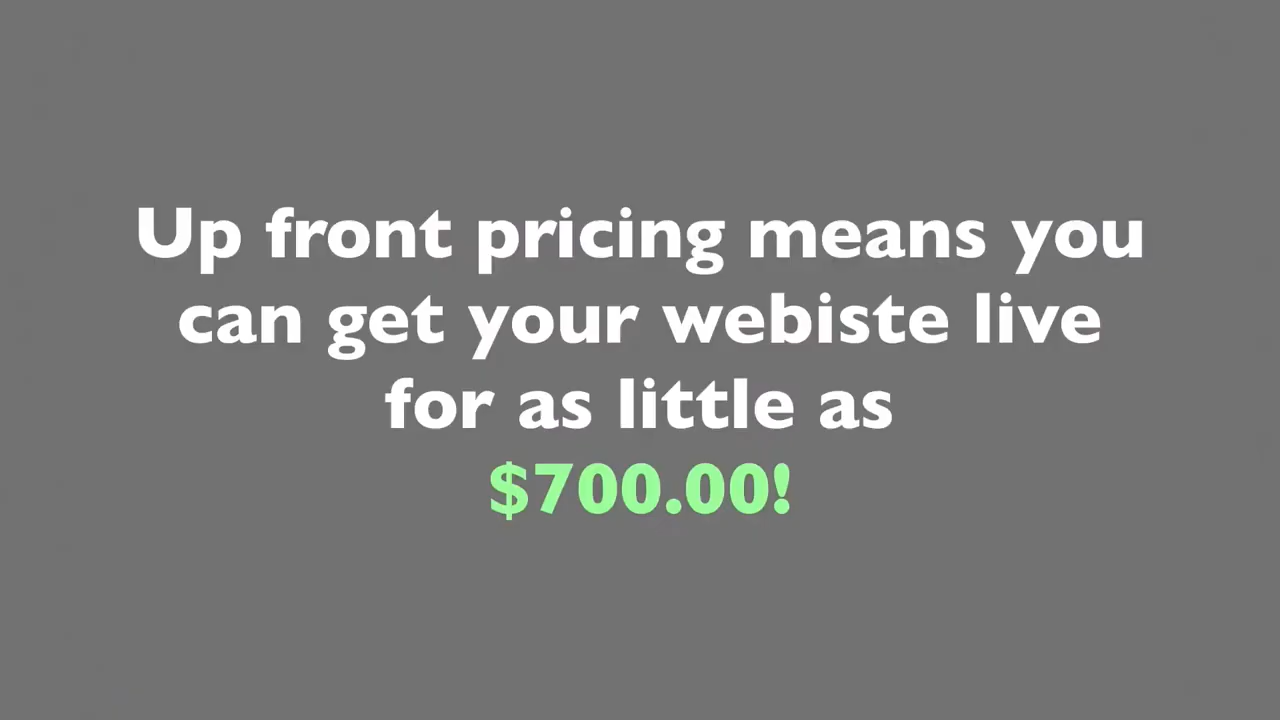 Up front pricing means you
can get your webiste live
for as little as
$700.00!